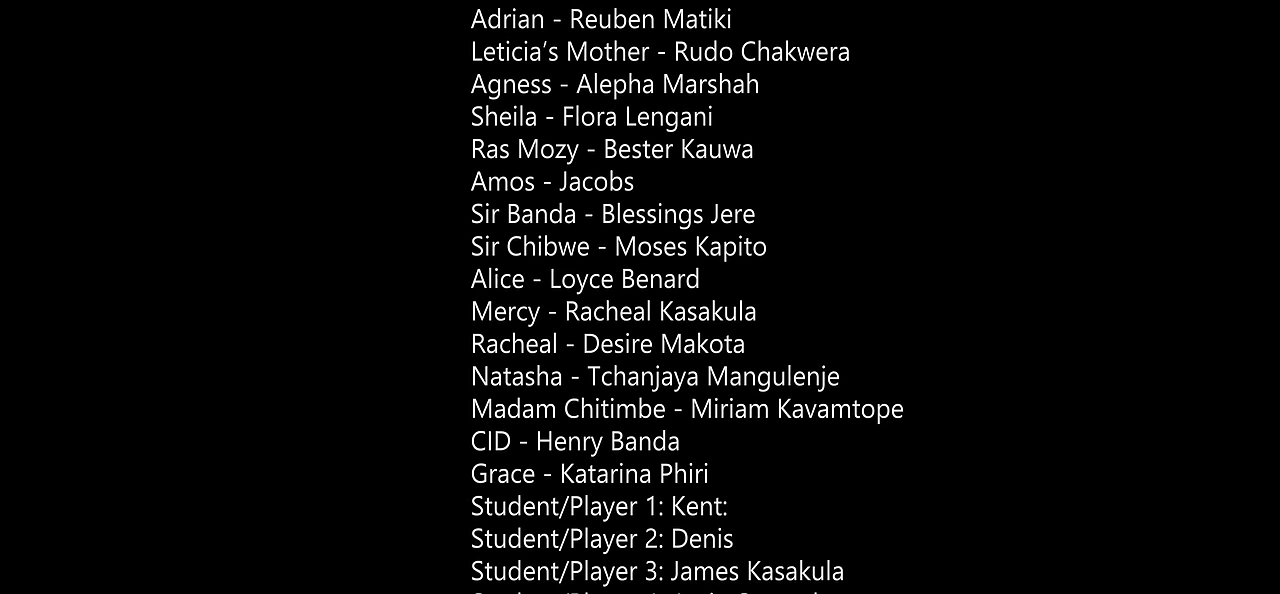 Adrian - Reuben Matiki
Leticia’s Mother - Rudo Chakwera
Agness - Alepha Marshah
Sheila - Flora Lengani
Ras Mozy - Bester Kauwa
Amos - Jacobs
Sir Banda - Blessings Jere
Sir Chibwe - Moses Kapito
Alice - Loyce Benard
Mercy - Racheal Kasakula
Racheal - Desire Makota
Natasha - Tchanjaya Mangulenje
Madam Chitimbe - Miriam Kavamtope
CID - Henry Banda
Grace - Katarina Phiri
Student/Player 1: Kent:
Student/Player 2: Denis
Student/Player 3: James Kasakula